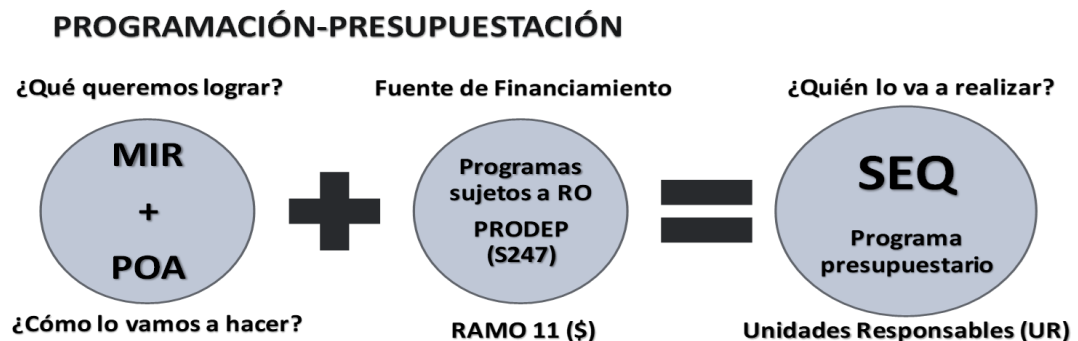 PROGRAMACIÓN-PRESUPUESTACIÓN
¿Qué queremos lograr?
MIR
+
POA
¿Cómo lo vamos a hacer?
Fuente de Financiamiento
Programas
sujetos a RO
PRODEP
(S247)
RAMO 11 ($)
¿Quién lo va a realizar?
SEQ
Programa
presupuestario
Unidades Responsables (UR)